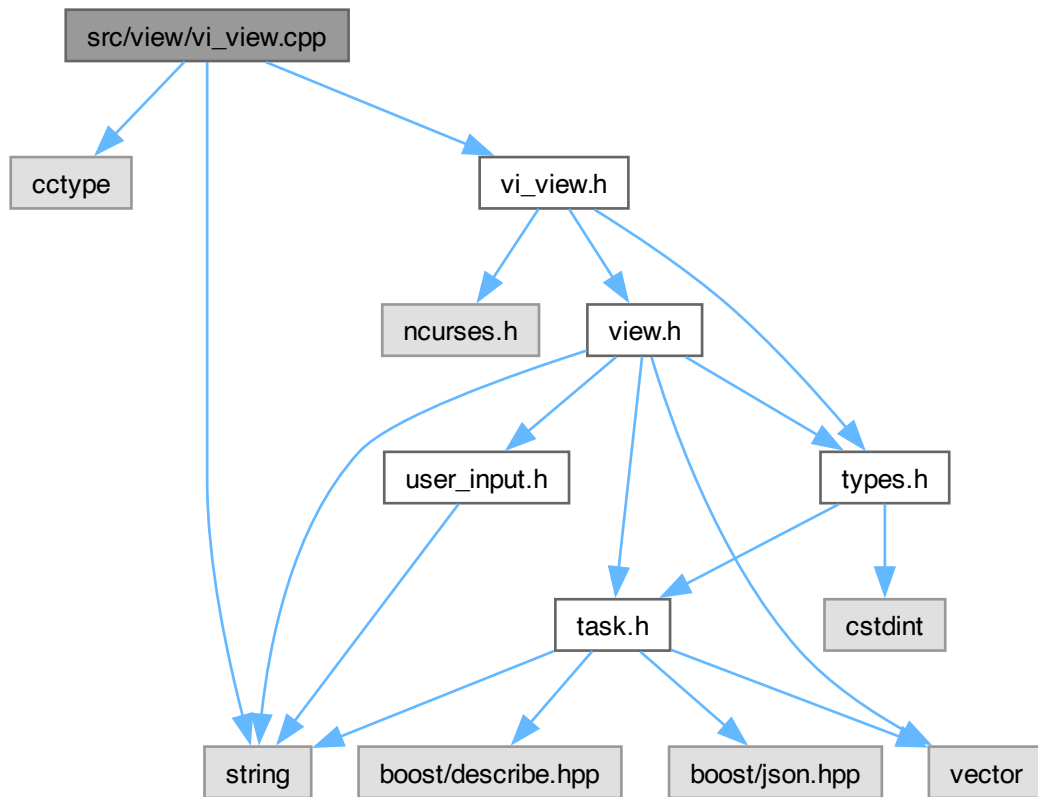 src/view/vi_view.cpp
cctype
vi_view.h
ncurses.h
view.h
user_input.h
types.h
task.h
cstdint
string
boost/describe.hpp
boost/json.hpp
vector